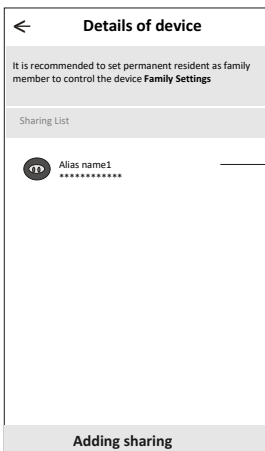 Details of device
It is recommended to set permanent resident as family
member to control the device Family Settings
Sharing List
Alias name1
************
Adding sharing